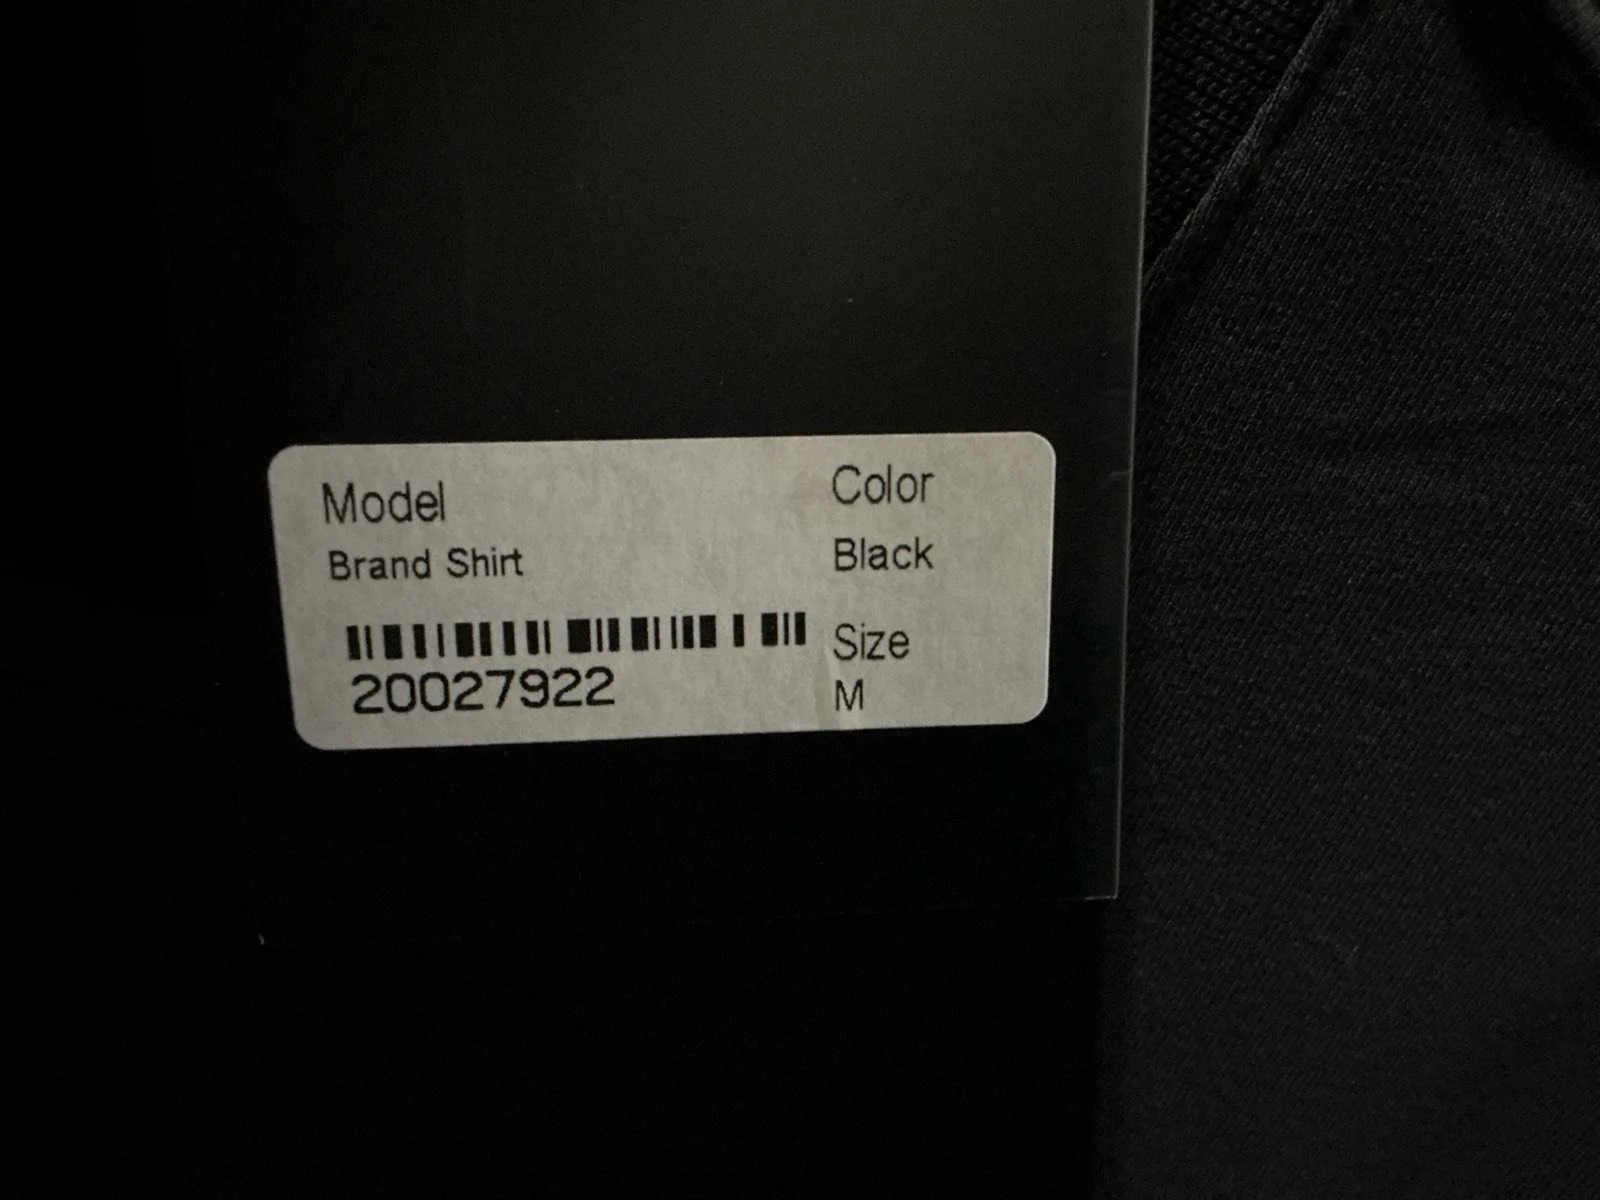 Model
Brand Shirt
20027922
Color
Black
Size
M